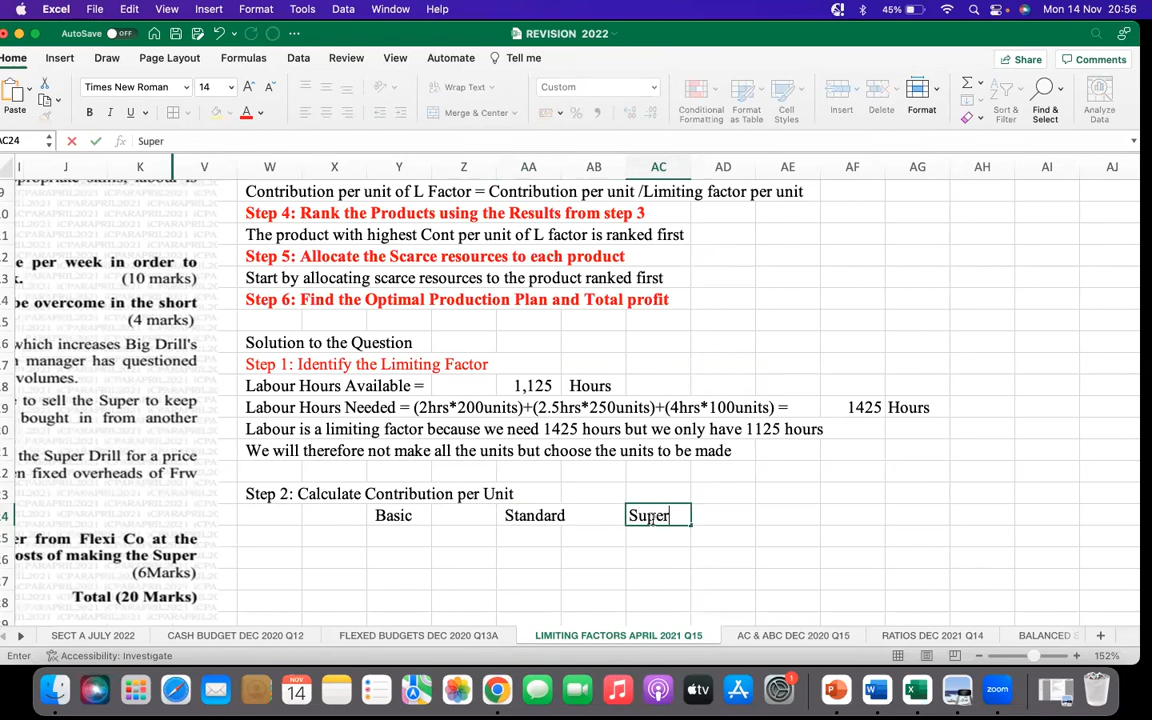 Excel File Edit View Insert Format Tools Data Window Help 45% Mon 14 Nov 20:56
AutoSave OFF REVISION 2022
Home Insert Draw Page Layout Formulas Data Review View Automate Tell me Share Comments
Times New Roman 14 Wrap Text Custom
Paste B I U Merge & Center Conditional Formatting Format as Table Cell Styles Insert Delete Format Sort & Filter Find & Select Analyze Data
AC24 fx Super
I J K V W X Y Z AA AB AC AD AE AF AG AH AI AJ
Contribution per unit of L Factor = Contribution per unit /Limiting factor per unit
Step 4: Rank the Products using the Results from step 3
The product with highest Cont per unit of L factor is ranked first
e per week in order to
Step 5: Allocate the Scarce resources to each product
(10 marks)
Start by allocating scarce resources to the product ranked first
be overcome in the short
Step 6: Find the Optimal Production Plan and Total profit
(4 marks)
which increases Big Drill's
Solution to the Question
manager has questioned
Step 1: Identify the Limiting Factor
volumes.
Labour Hours Available = 1,125 Hours
to sell the Super to keep
Labour Hours Needed = (2hrs*200units)+(2.5hrs*250units)+(4hrs*100units) = 1425 Hours
bought in from another
Labour is a limiting factor because we need 1425 hours but we only have 1125 hours
the Super Drill for a price
We will therefore not make all the units but choose the units to be made
n fixed overheads of Frw
Step 2: Calculate Contribution per Unit
Basic Standard Super
er from Flexi Co at the
osts of making the Super
(6Marks)
Total (20 Marks)
SECT A JULY 2022 CASH BUDGET DEC 2020 Q12 FLEXED BUDGETS DEC 2020 Q13A LIMITING FACTORS APRIL 2021 Q15 AC & ABC DEC 2020 Q15 RATIOS DEC 2021 Q14 BALANCED
Enter Accessibility: Investigate 152%
NOV 14 tv zoom